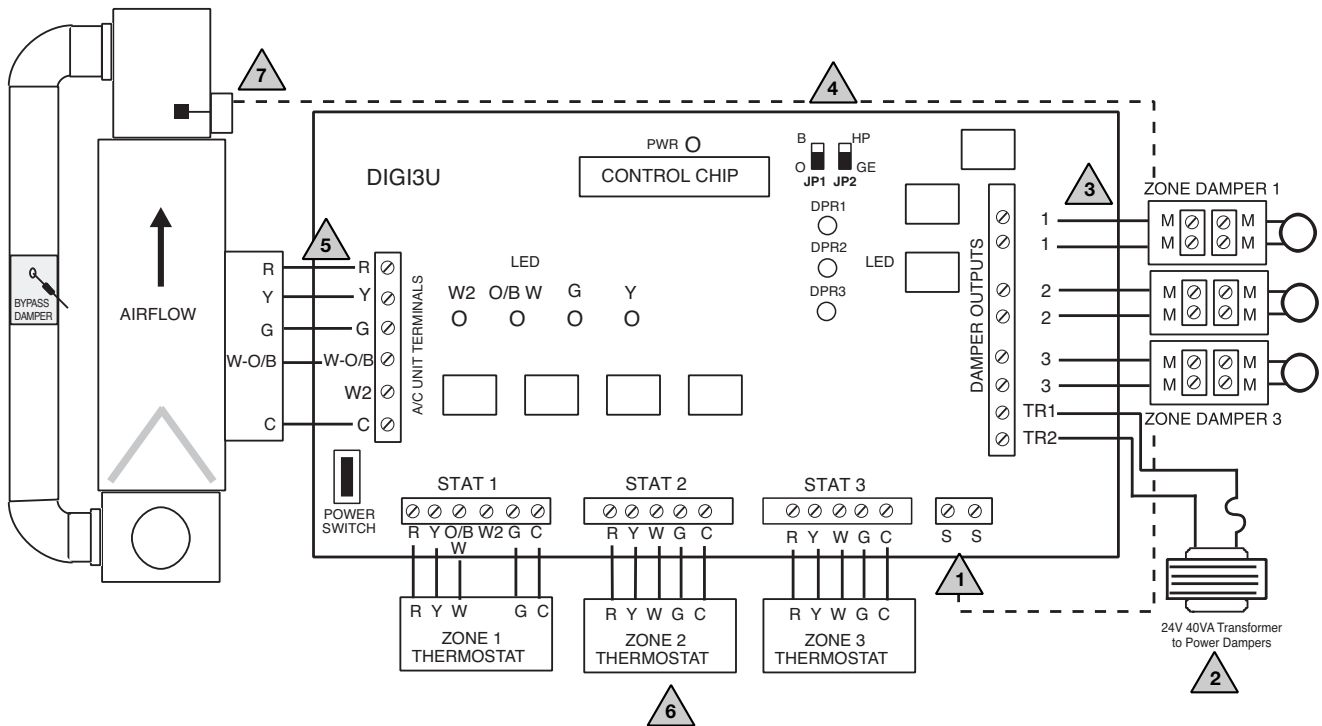 7
4
PWR
B
HP
O
GE
JP1 JP2
DIGI3U
CONTROL CHIP
3
ZONE DAMPER 1
5
DPR1
DPR2
DPR3
LED
LED
W2 O/B W G Y
A/C UNIT TERMINALS
DAMPER OUTPUTS
R
Y
G
W-O/B
C
R
Y
G
W-O/B
W2
C
BYPASS
DAMPER
AIRFLOW
1
1
2
2
3
3
TR1
TR2
M M
M M
M M
M M
M M
M M
ZONE DAMPER 3
POWER
SWITCH
STAT 1
R Y O/B W2 G C
W
STAT 2
R Y W G C
STAT 3
R Y W G C
S S
1
R Y W G C
ZONE 1
THERMOSTAT
R Y W G C
ZONE 2
THERMOSTAT
R Y W G C
ZONE 3
THERMOSTAT
24V 40VA Transformer
to Power Dampers
2
6